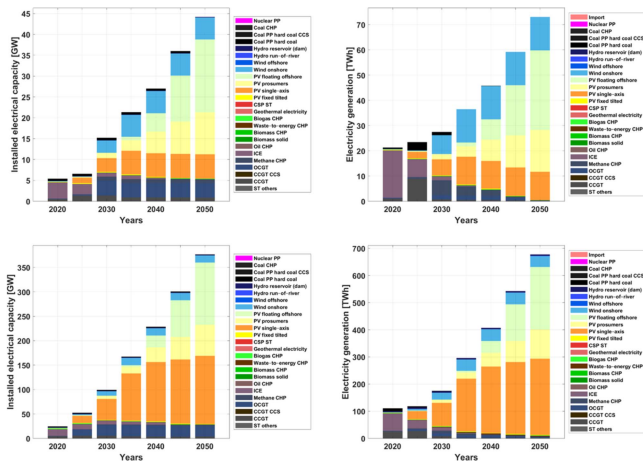 Installed electrical capacity [GW]
45
40
35
30
25
20
15
10
5
0
2020
2030
2040
2050
Years
Nuclear PP
Coal CHP
Coal PP hard coal CCS
Coal PP hard coal
Hydro reservoir (dam)
Hydro run-of-river
Wind offshore
Wind onshore
PV floating offshore
PV prosumers
PV single-axis
PV fixed tilted
CSP ST
Geothermal electricity
Biogas CHP
Waste-to-energy CHP
Biomass CHP
Biomass solid
Oil CHP
ICE
Methane CHP
OCGT
CCGT CCS
CCGT
ST others
Electricity generation [TWh]
70
60
50
40
30
20
10
0
2020
2030
2040
2050
Years
Import
Nuclear PP
Coal CHP
Coal PP hard coal CCS
Coal PP hard coal
Hydro reservoir (dam)
Hydro run-of-river
Wind offshore
Wind onshore
PV floating offshore
PV prosumers
PV single-axis
PV fixed tilted
CSP ST
Geothermal electricity
Biogas CHP
Waste-to-energy CHP
Biomass CHP
Biomass solid
Oil CHP
ICE
Methane CHP
OCGT
CCGT CCS
CCGT
ST others
Installed electrical capacity [GW]
350
300
250
200
150
100
50
0
2020
2030
2040
2050
Years
Nuclear PP
Coal CHP
Coal PP hard coal CCS
Coal PP hard coal
Hydro reservoir (dam)
Hydro run-of-river
Wind offshore
Wind onshore
PV floating offshore
PV prosumers
PV single-axis
PV fixed tilted
CSP ST
Geothermal electricity
Biogas CHP
Waste-to-energy CHP
Biomass CHP
Biomass solid
Oil CHP
ICE
Methane CHP
OCGT
CCGT CCS
CCGT
ST others
Electricity generation [TWh]
700
600
500
400
300
200
100
0
2020
2030
2040
2050
Years
Import
Nuclear PP
Coal CHP
Coal PP hard coal CCS
Coal PP hard coal
Hydro reservoir (dam)
Hydro run-of-river
Wind offshore
Wind onshore
PV floating offshore
PV prosumers
PV single-axis
PV fixed tilted
CSP ST
Geothermal electricity
Biogas CHP
Waste-to-energy CHP
Biomass CHP
Biomass solid
Oil CHP
ICE
Methane CHP
OCGT
CCGT CCS
CCGT
ST others